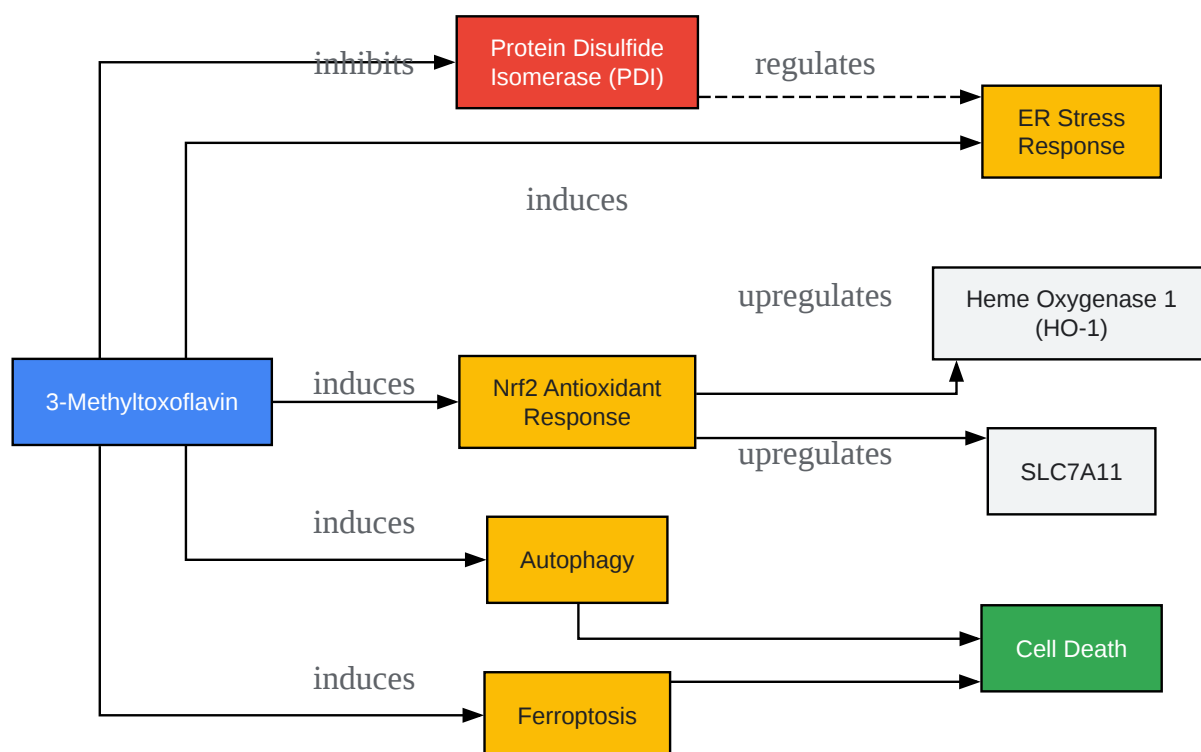 inhibits
Protein Disulfide
Isomerase (PDI)
regulates
ER Stress
Response
induces
upregulates
Heme Oxygenase 1
(HO-1)
3-Methyltoxoflavin
induces
Nrf2 Antioxidant
Response
upregulates
SLC7A11
induces
Autophagy
Cell Death
induces
Ferroptosis